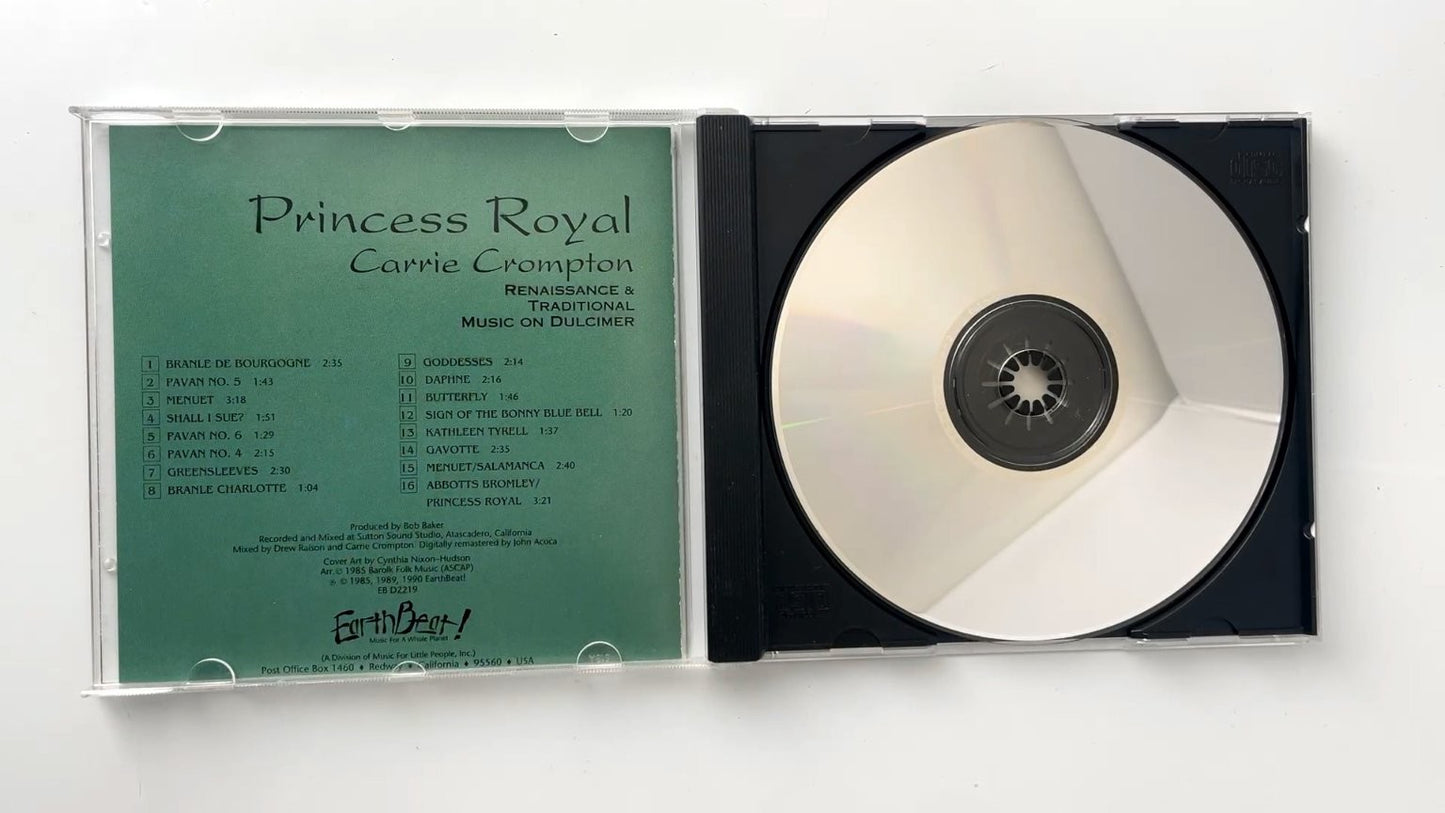 Princess Royal
Carrie Crompton
Renaissance &
Traditional
Music on Dulcimer
1 BRANLE DE BOURGOGNE 2:35
2 PAVAN NO. 5 1:43
3 MENUET 3:18
4 SHALL I SUE? 1:51
5 PAVAN NO. 6 1:29
6 PAVAN NO. 4 2:15
7 GREENSLEEVES 2:30
8 BRANLE CHARLOTTE 1:04
9 GODDESSES 2:14
10 DAPHNE 2:16
11 BUTTERFLY 1:46
12 SIGN OF THE BONNY BLUE BELL 1:20
13 KATHLEEN TYRELL 1:37
14 GAVOTTE 2:35
15 MENUET/SALAMANCA 2:40
16 ABBOTTS BROMLEY/
PRINCESS ROYAL 3:21
Produced by Bob Baker
Recorded and Mixed at Sutton Sound Studio, Atascadero, California
Mixed by Drew Raison and Carrie Crompton. Digitally remastered by John Acoca
Cover Art by Cynthia Nixon-Hudson
Arr. © 1985 Barolk Folk Music (ASCAP)
℗ © 1985, 1989, 1990 EarthBeat!
EB D2219
EarthBeat!
Music For A Whole Planet
(A Division of Music For Little People, Inc.)
Post Office Box 1460 ♦ Redway ♦ California ♦ 95560 ♦ USA